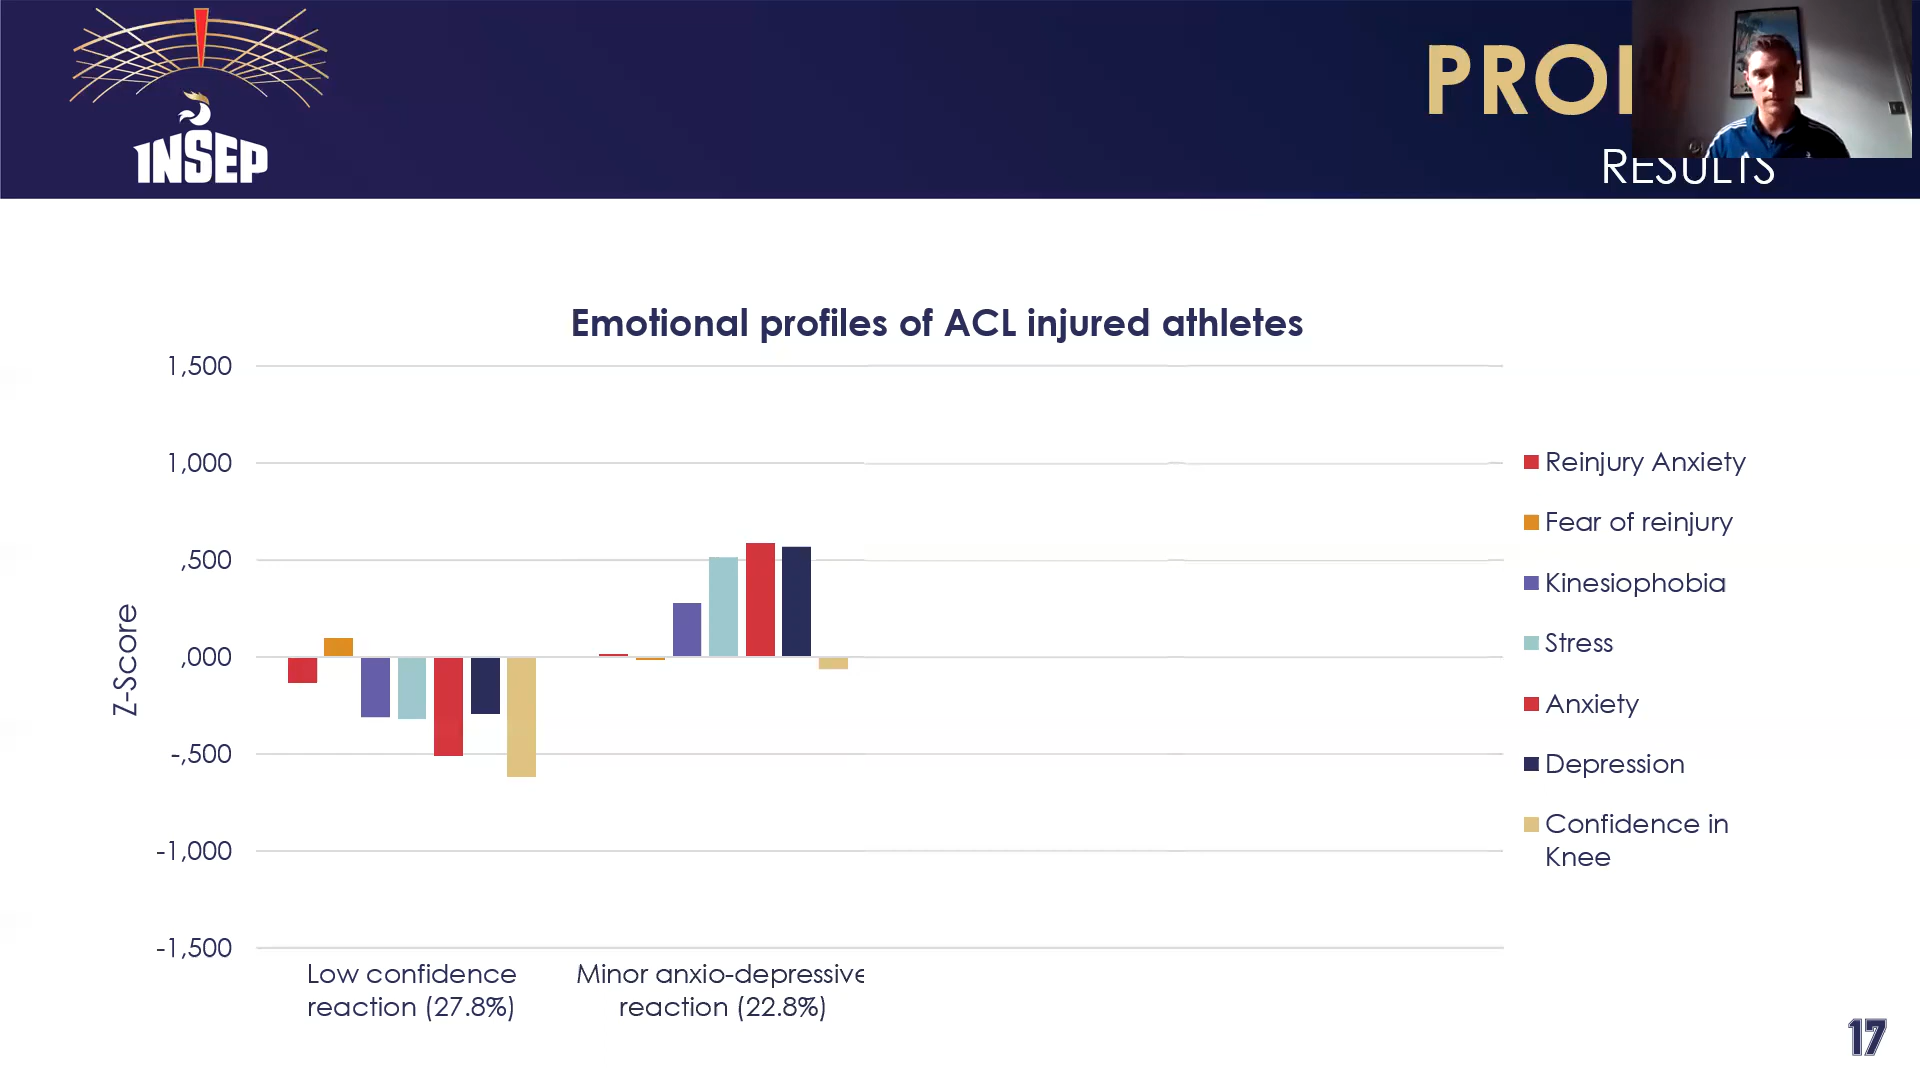 INSEP
RESULTS
Emotional profiles of ACL injured athletes
1,500
1,000
,500
,000
-,500
-1,000
-1,500
Z-Score
Low confidence
reaction (27.8%)
Minor anxio-depressive
reaction (22.8%)
Reinjury Anxiety
Fear of reinjury
Kinesiophobia
Stress
Anxiety
Depression
Confidence in
Knee
17